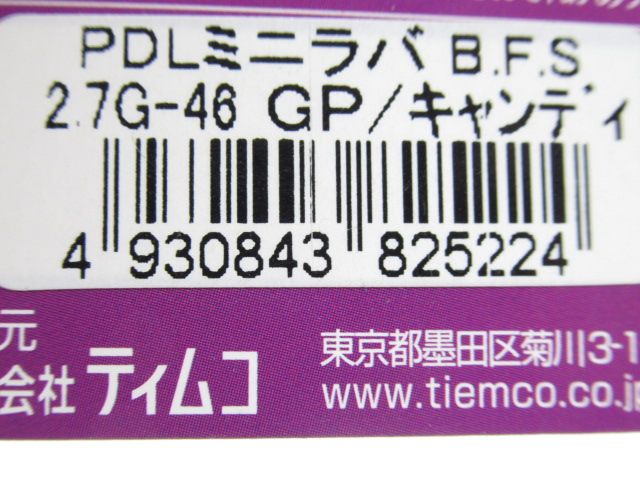 PDLミニラバ B.F.S
2.7G-46 GP/キャンディ
4 930843 825224
元
会社 ティムコ
東京都墨田区菊川3-1
www.tiemco.co.jp